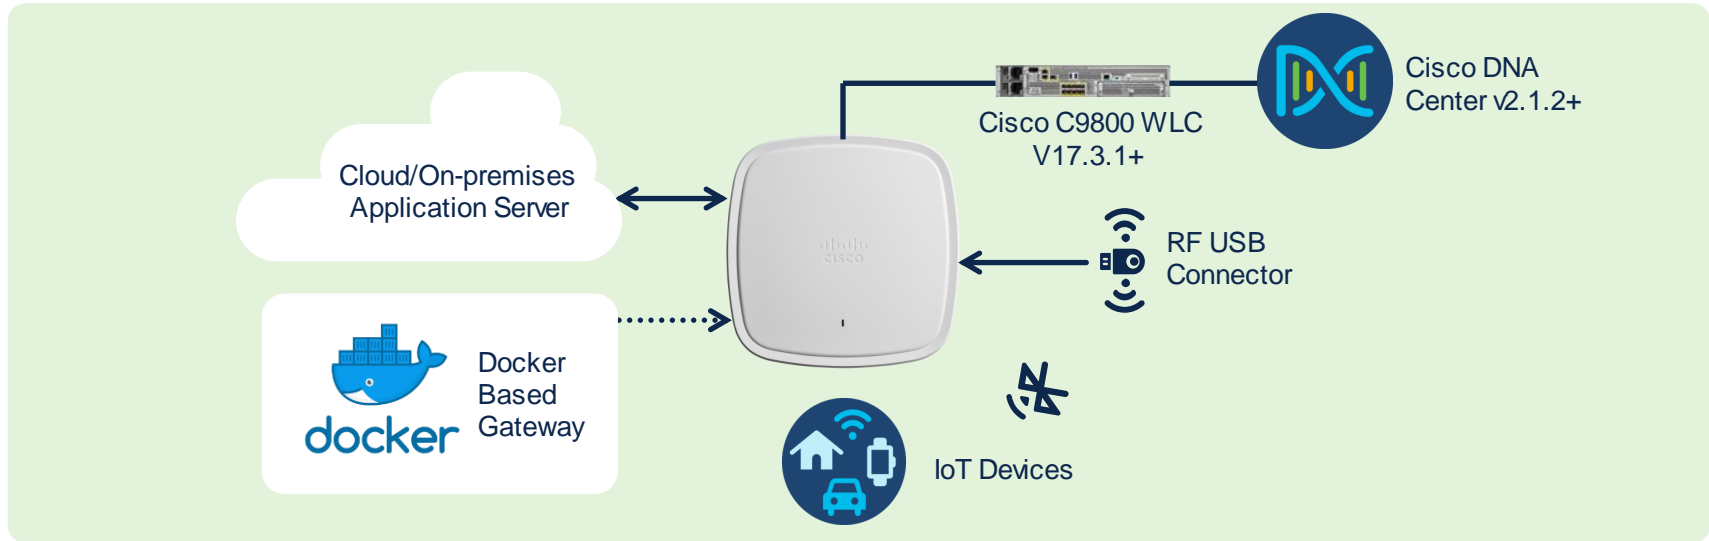 Cisco DNA
Center v2.1.2+
Cisco C9800 WLC
V17.3.1+
Cloud/On-premises
Application Server
CISCO
RF USB
Connector
docker
Docker
Based
Gateway
IoT Devices